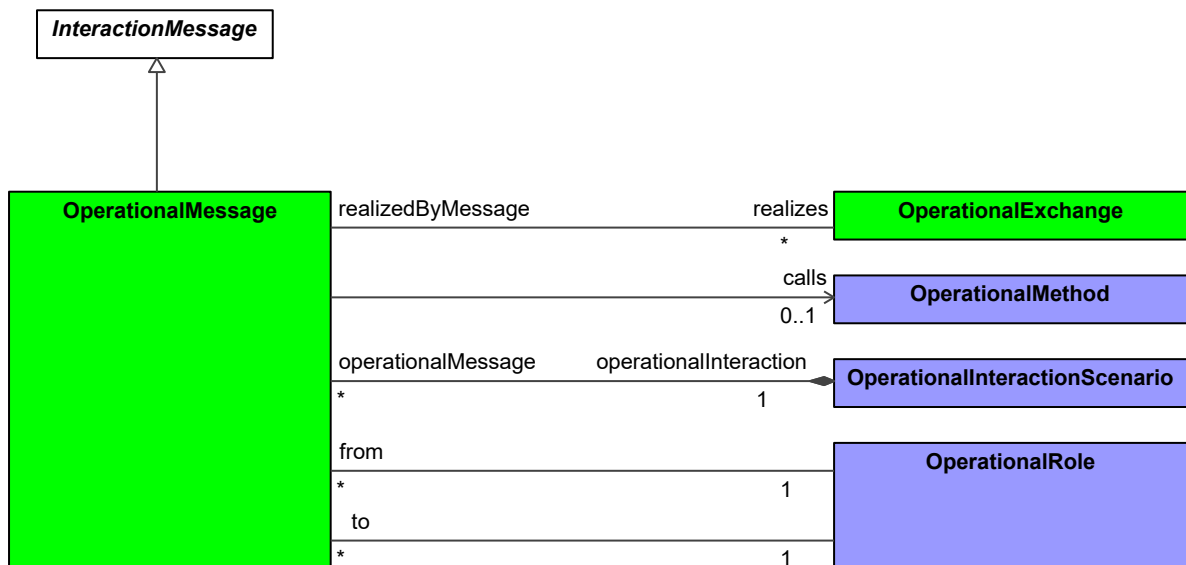 InteractionMessage
OperationalMessage
realizedByMessage
realizes
*
OperationalExchange
calls
0..1
OperationalMethod
operationalMessage
operationalInteraction
*
1
OperationalInteractionScenario
from
*
1
OperationalRole
to
*
1